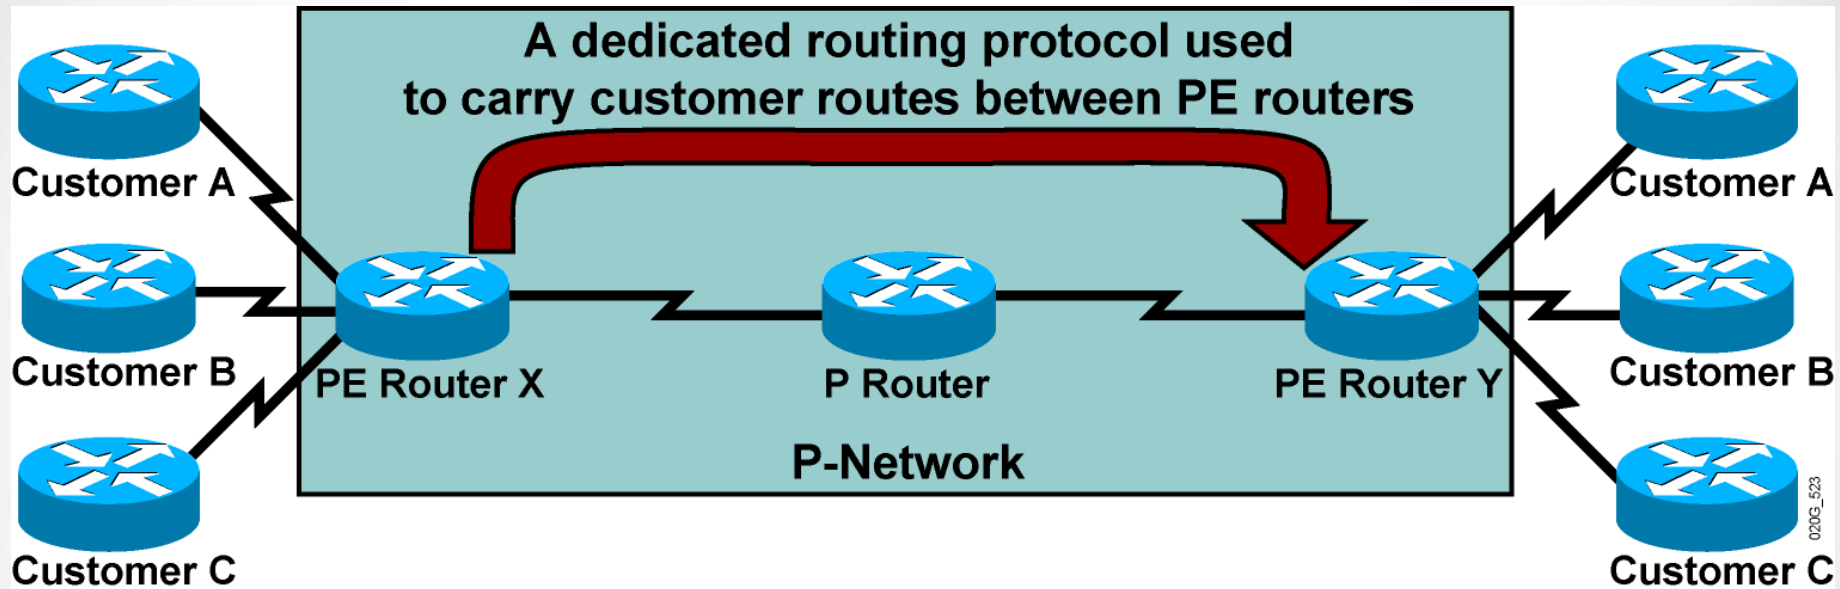 A dedicated routing protocol used
to carry customer routes between PE routers
Customer A
Customer A
Customer B
PE Router X
P Router
PE Router Y
Customer B
P-Network
Customer C
Customer C
020G_523